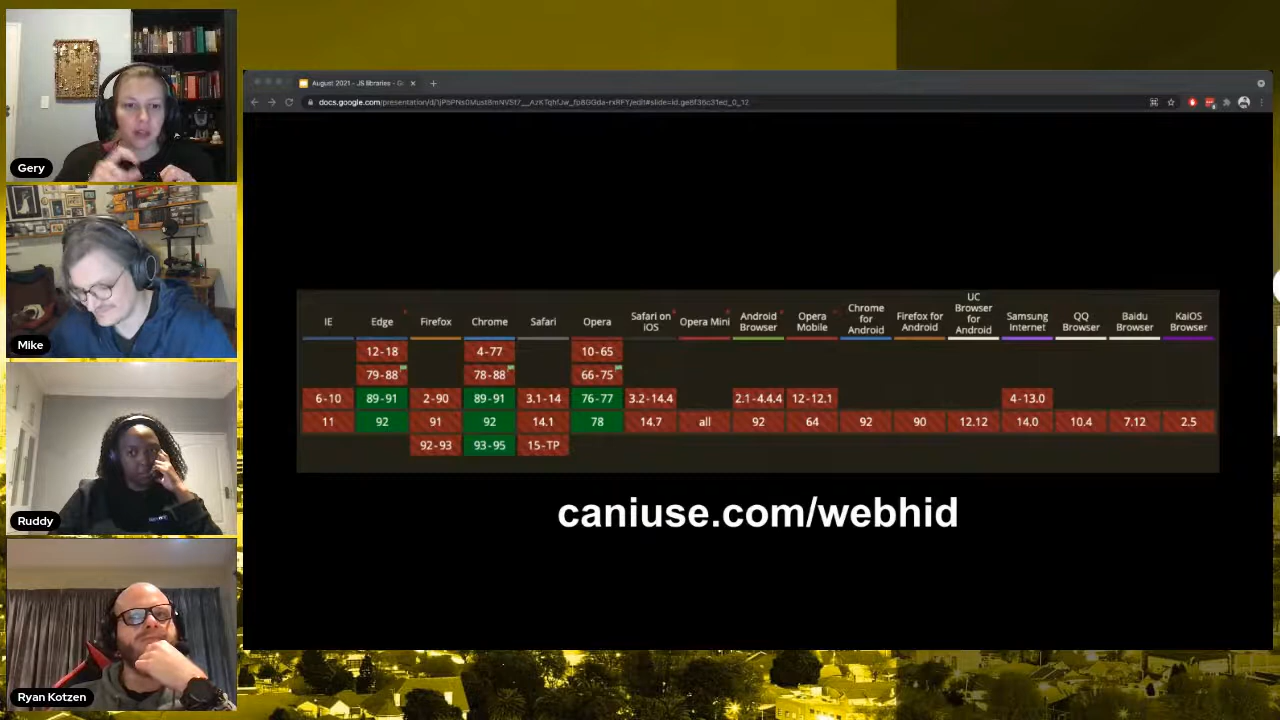 Gery
Mike
Ruddy
Ryan Kotzen
August 2021 - JS libraries - G
IE
Edge
Firefox
Chrome
Safari
Opera
Safari on iOS
Opera Mini
Android Browser
Opera Mobile
Chrome for Android
Firefox for Android
UC Browser for Android
Samsung Internet
QQ Browser
Baidu Browser
KaiOS Browser
12-18 4-77 10-65
79-88 78-88 66-75
6-10 89-91 2-90 89-91 3.1-14 76-77 3.2-14.4 2.1-4.4.4 12-12.1 4-13.0
11 92 91 92 14.1 78 14.7 all 92 64 92 90 12.12 14.0 10.4 7.12 2.5
92-93 93-95 15-TP
caniuse.com/webhid